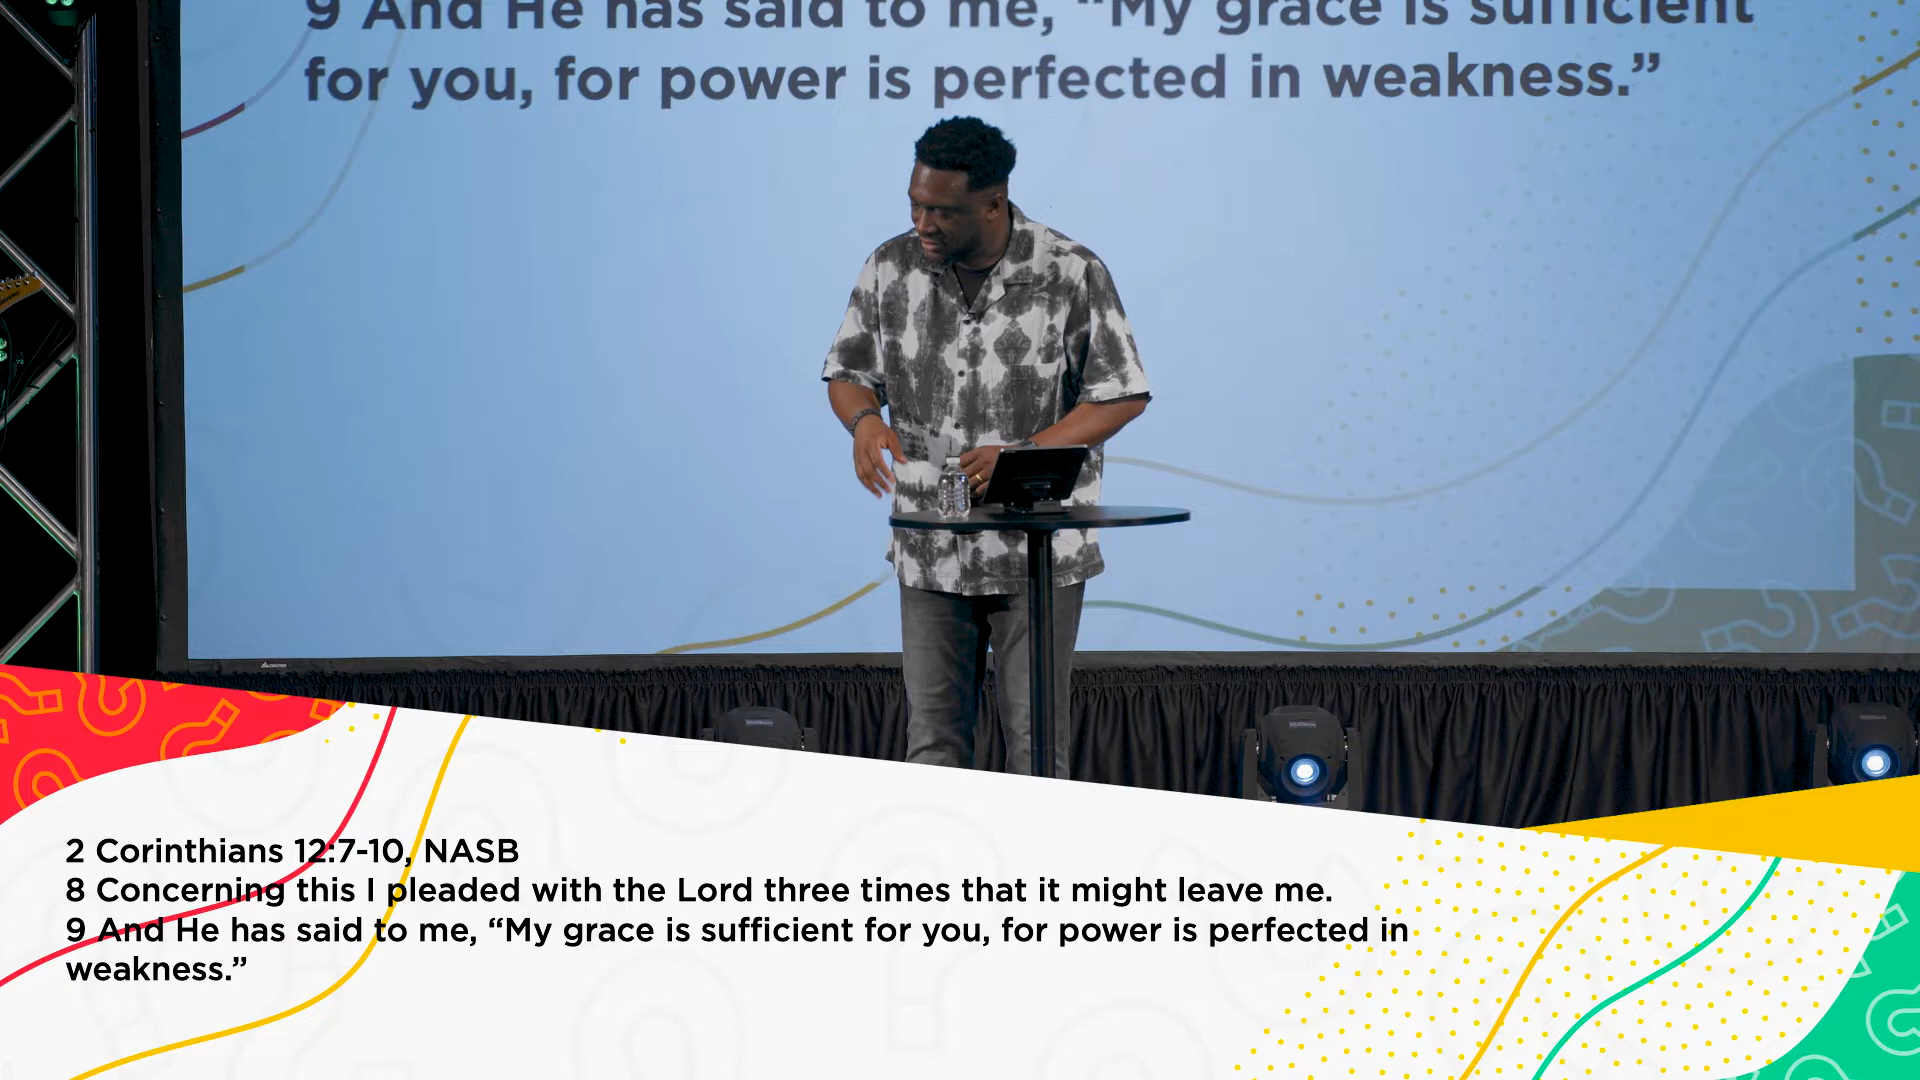 9 And He has said to me, “My grace is sufficient
for you, for power is perfected in weakness.”
2 Corinthians 12:7-10, NASB
8 Concerning this I pleaded with the Lord three times that it might leave me.
9 And He has said to me, “My grace is sufficient for you, for power is perfected in
weakness.”